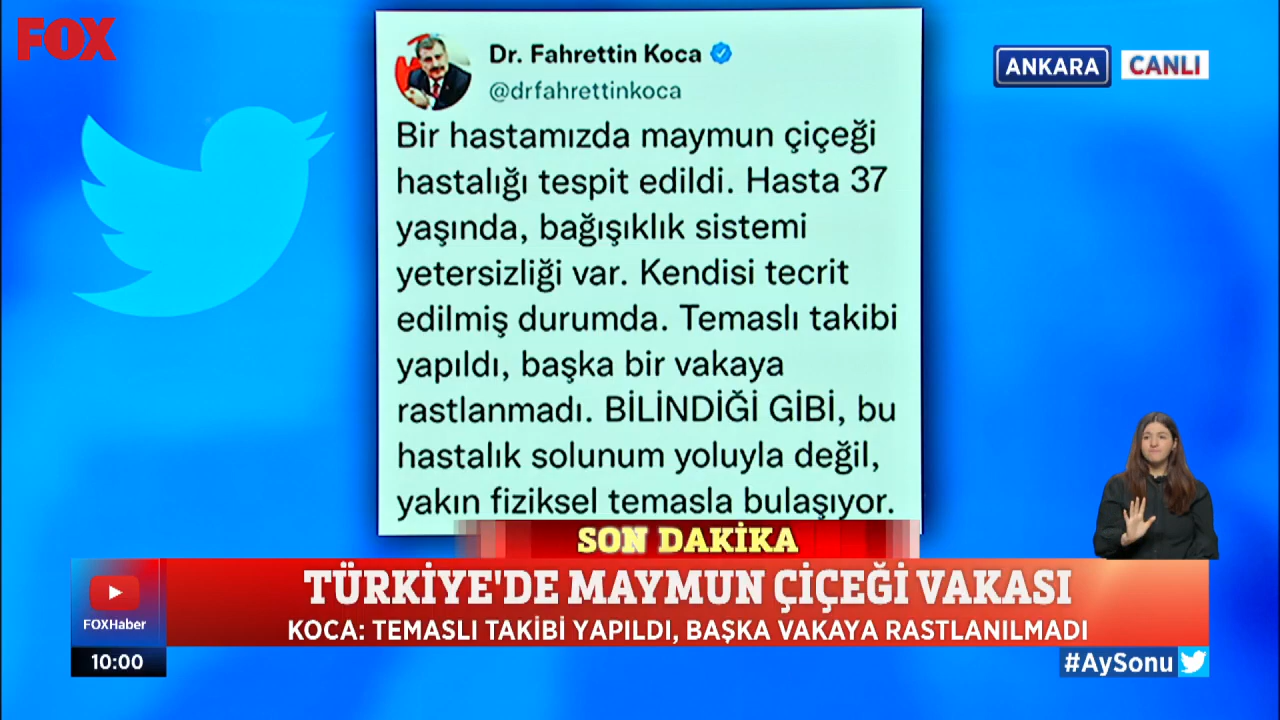 FOX
Dr. Fahrettin Koca
@drfahrettinkoca
ANKARA
CANLI
Bir hastamızda maymun çiçeği
hastalığı tespit edildi. Hasta 37
yaşında, bağışıklık sistemi
yetersizliği var. Kendisi tecrit
edilmiş durumda. Temaslı takibi
yapıldı, başka bir vakaya
rastlanmadı. BİLİNDİĞİ GİBİ, bu
hastalık solunum yoluyla değil,
yakın fiziksel temasla bulaşıyor.
SON DAKİKA
TÜRKİYE'DE MAYMUN ÇİÇEĞİ VAKASI
KOCA: TEMASLI TAKİBİ YAPILDI, BAŞKA VAKAYA RASTLANILMADI
FOXHaber
10:00
#AySonu